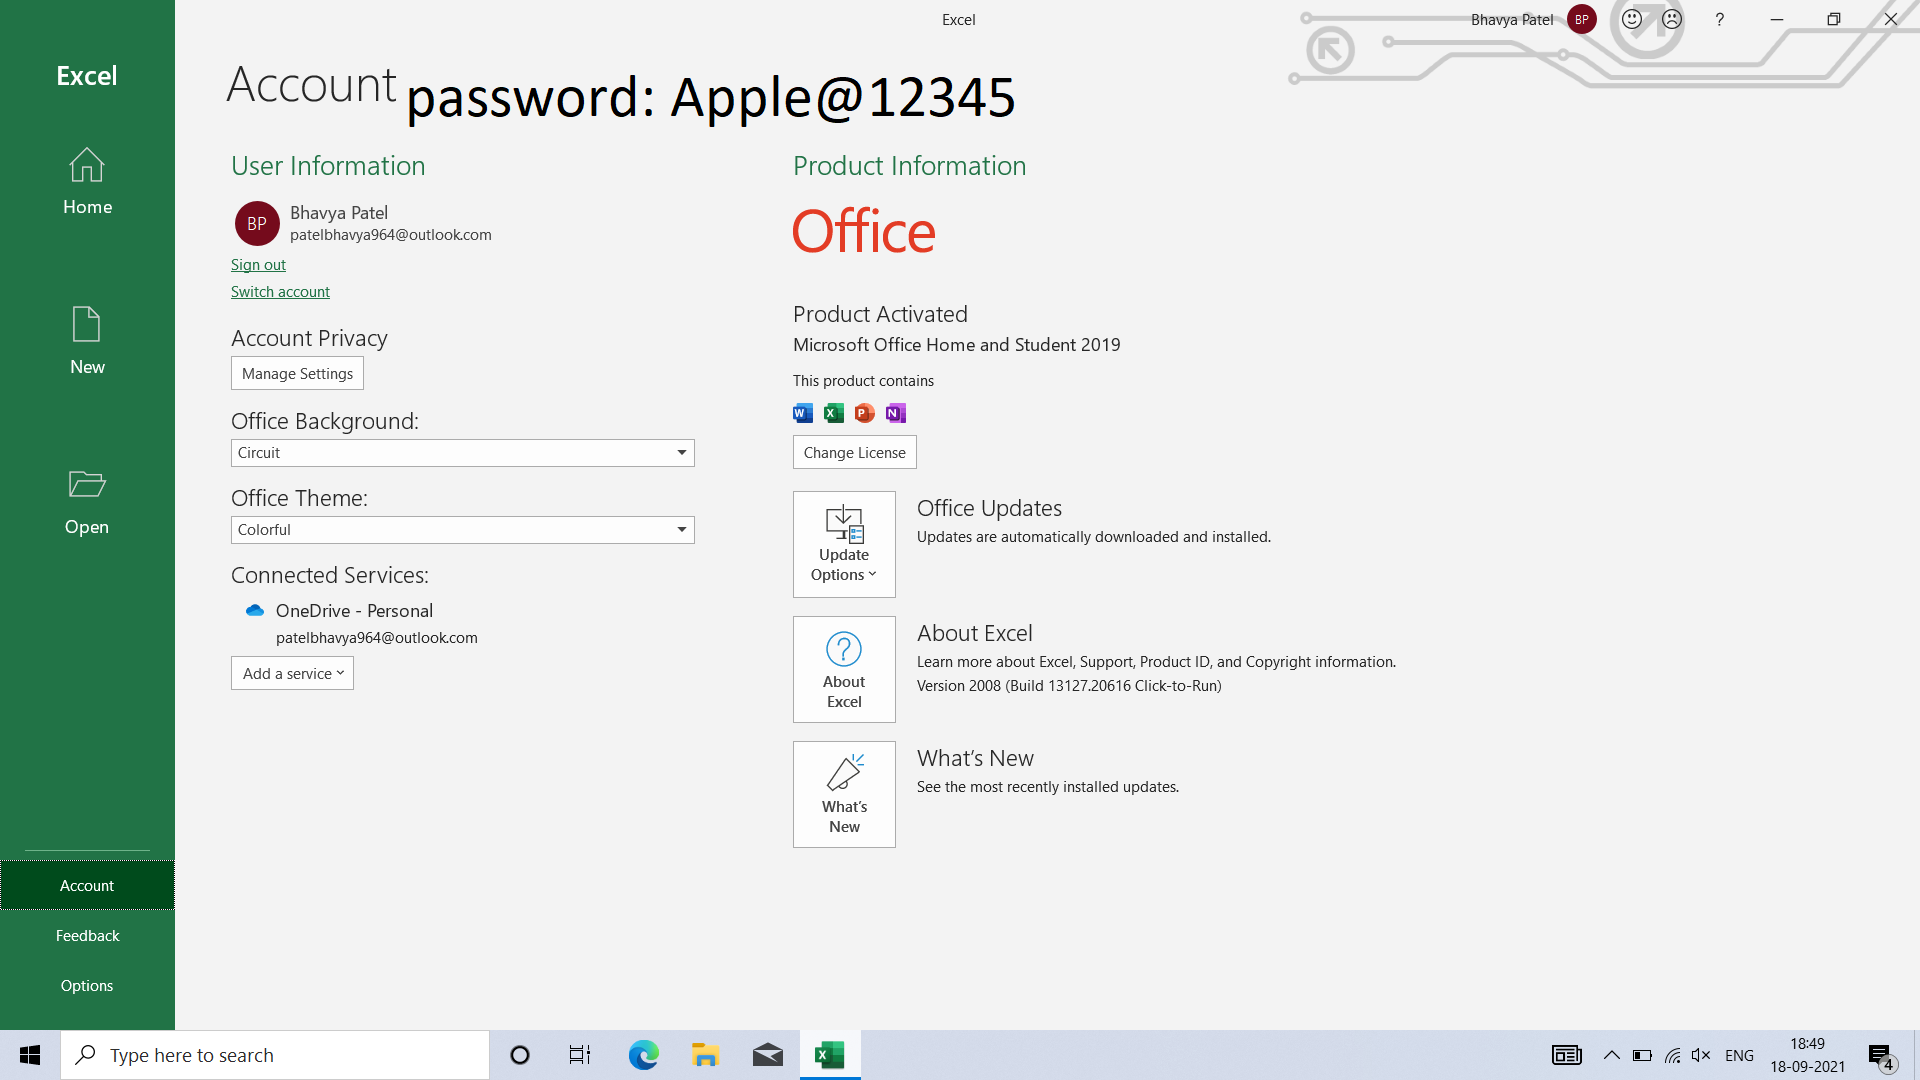 Excel
Bhavya Patel
BP
?
Excel
Home
New
Open
Account
Feedback
Options
Account
password: Apple@12345
User Information
BP
Bhavya Patel
patelbhavya964@outlook.com
Sign out
Switch account
Account Privacy
Manage Settings
Office Background:
Circuit
Office Theme:
Colorful
Connected Services:
OneDrive - Personal
patelbhavya964@outlook.com
Add a service
Product Information
Office
Product Activated
Microsoft Office Home and Student 2019
This product contains
W X P N
Change License
Update
Options
Office Updates
Updates are automatically downloaded and installed.
?
About
Excel
About Excel
Learn more about Excel, Support, Product ID, and Copyright information.
Version 2008 (Build 13127.20616 Click-to-Run)
What's
New
What's New
See the most recently installed updates.
Type here to search
X
ENG
18:49
18-09-2021
4